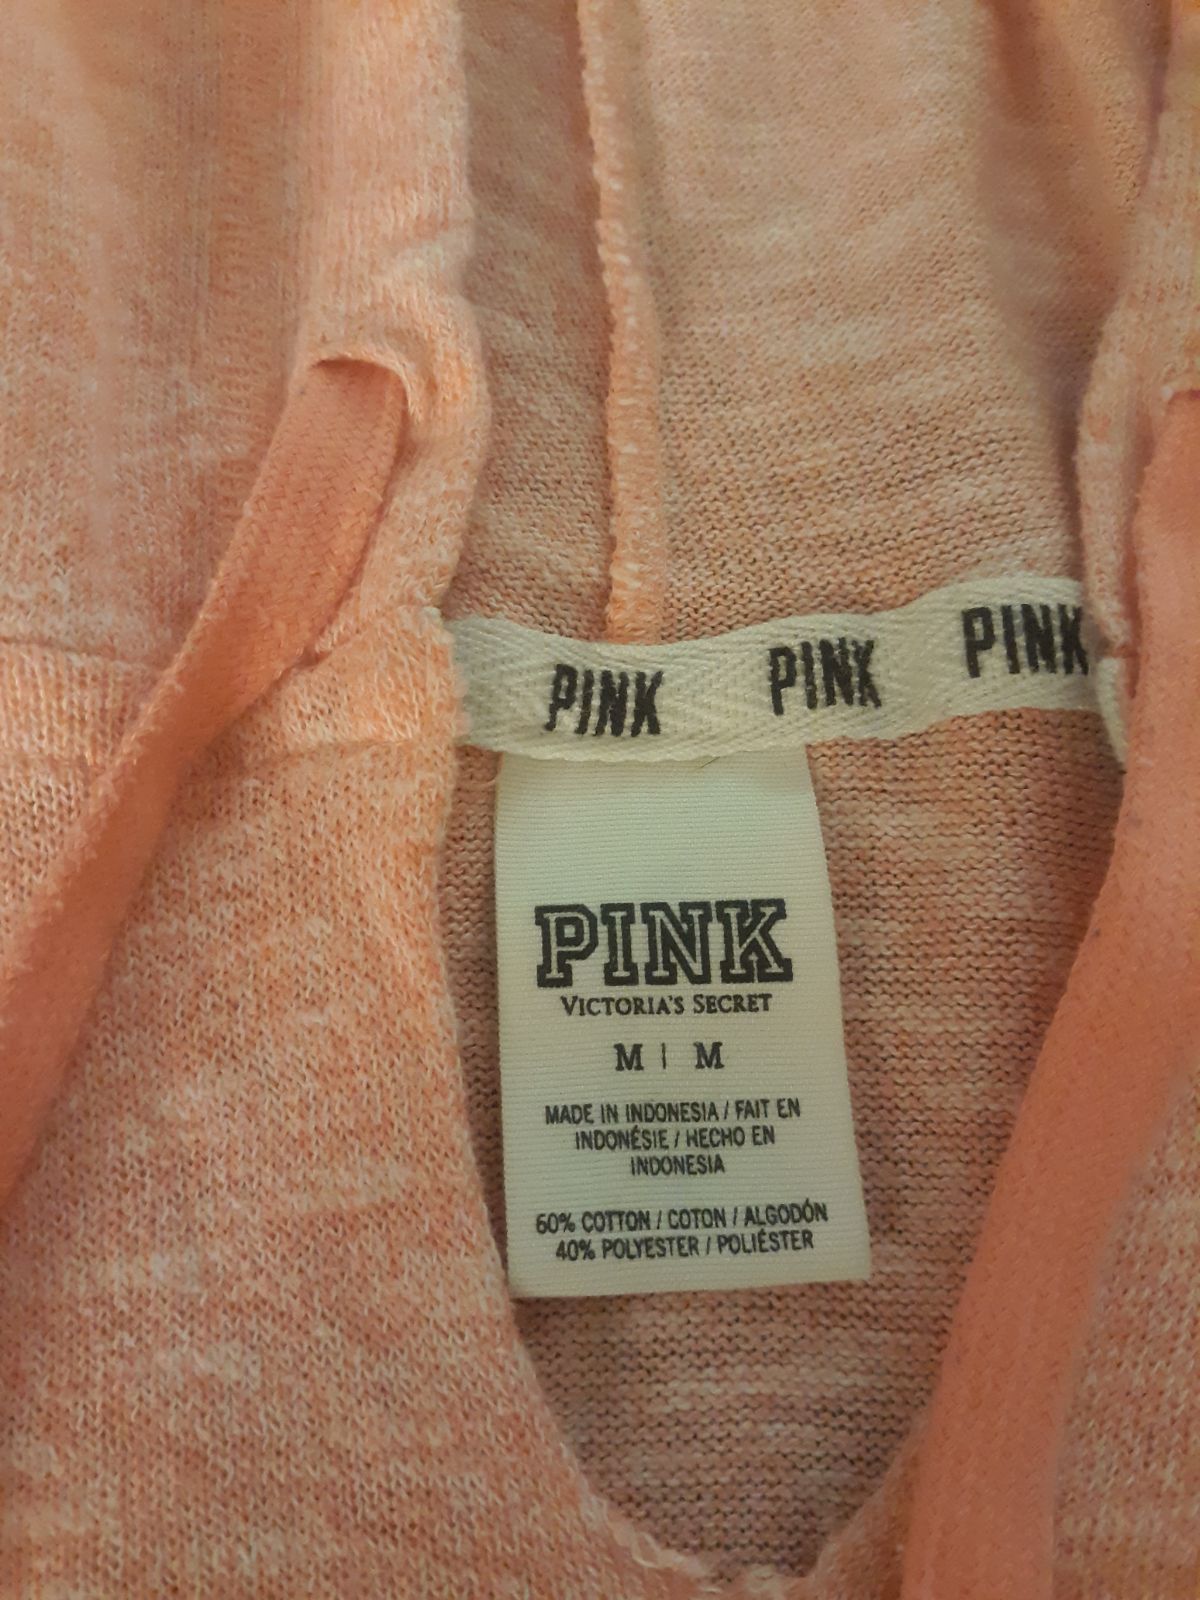 PINK PINK PINK
PINK
VICTORIA'S SECRET
M | M
MADE IN INDONESIA / FAIT EN
INDONÉSIE / HECHO EN
INDONESIA
60% COTTON / COTON / ALGODÓN
40% POLYESTER / POLIÉSTER